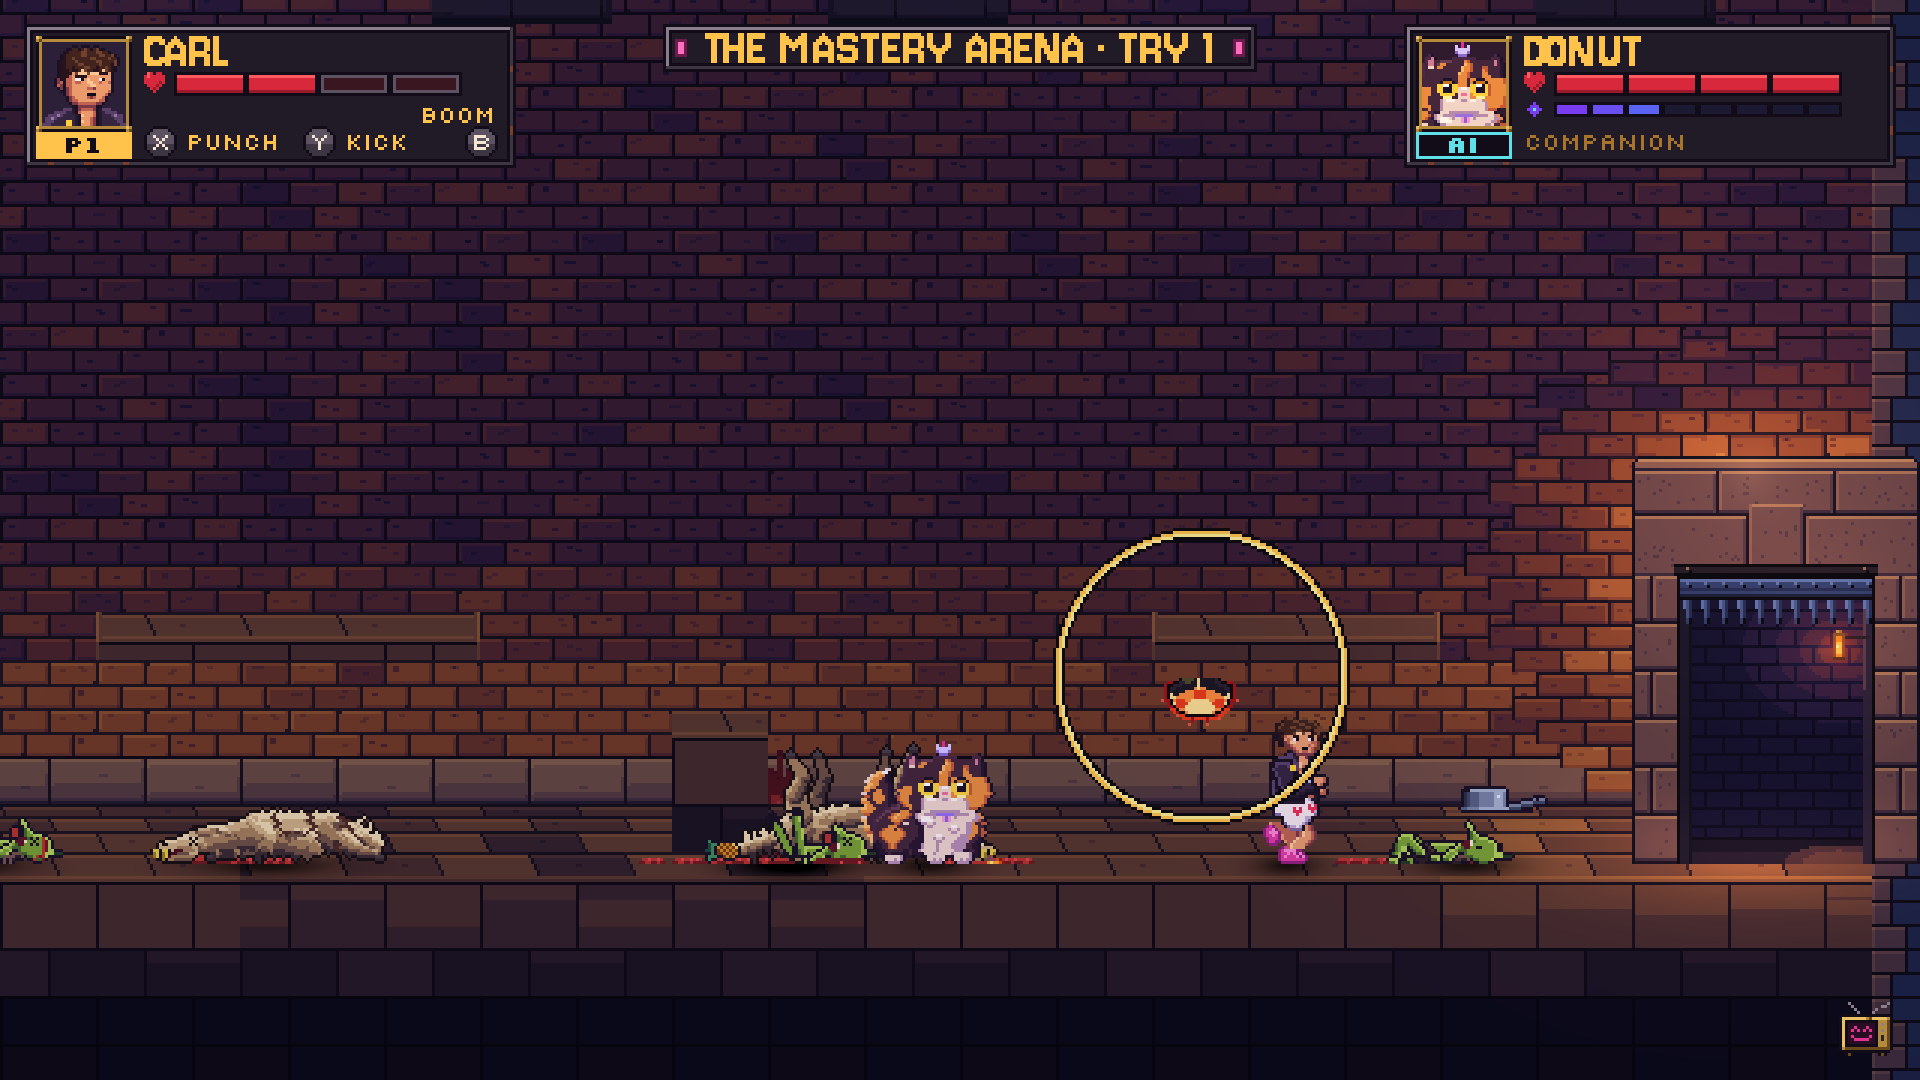 CARL
BOOM
P1
X PUNCH Y KICK B
THE MASTERY ARENA · TRY 1
DONUT
AI
COMPANION